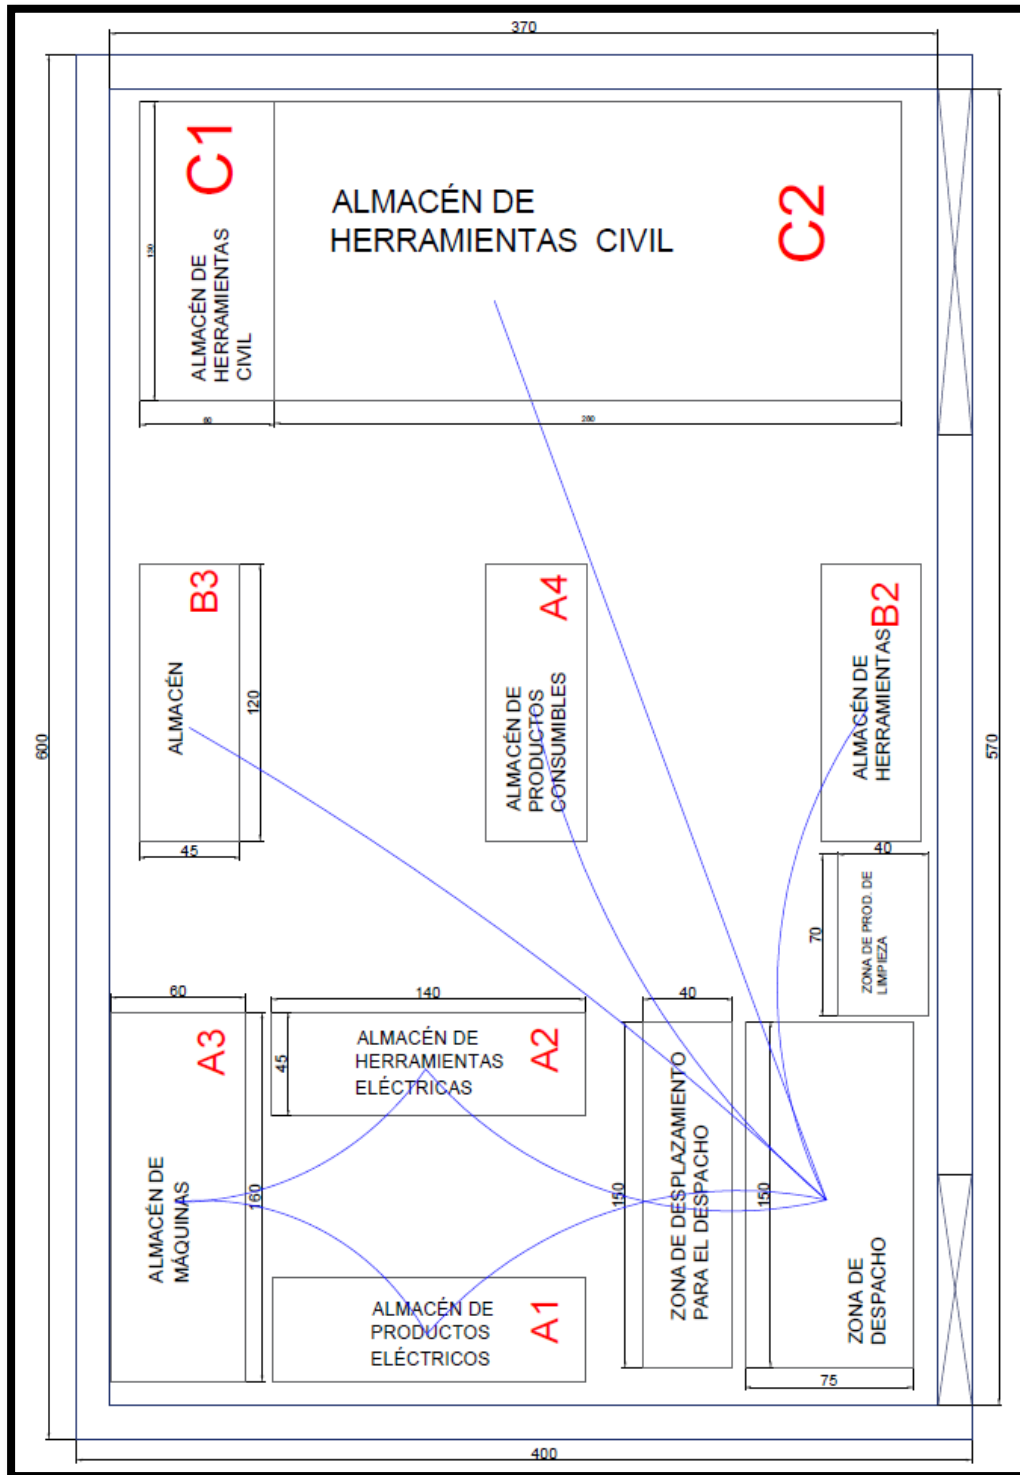 370
C1
ALMACÉN DE
HERRAMIENTAS
CIVIL
130
ALMACÉN DE
HERRAMIENTAS CIVIL
C2
280
B3
ALMACÉN
120
45
A4
ALMACÉN DE
PRODUCTOS
CONSUMIBLES
B2
ALMACÉN DE
HERRAMIENTAS
600
570
40
70
ZONA DE PROD. DE
LIMPIEZA
60
A3
ALMACÉN DE
MÁQUINAS
160
140
45
ALMACÉN DE
HERRAMIENTAS
ELÉCTRICAS
A2
40
150
ZONA DE DESPLAZAMIENTO
PARA EL DESPACHO
150
ZONA DE
DESPACHO
75
ALMACÉN DE
PRODUCTOS
ELÉCTRICOS
A1
400